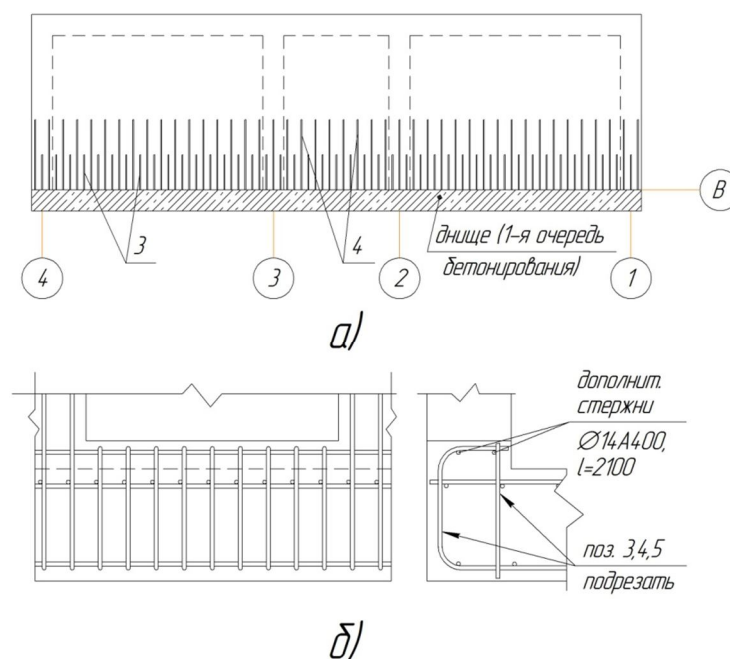 В
3
4
днище (1-я очередь
бетонирования)
4
3
2
1
а)
дополнит.
стержни
Ø14А400,
l=2100
поз. 3,4,5
подрезать
б)